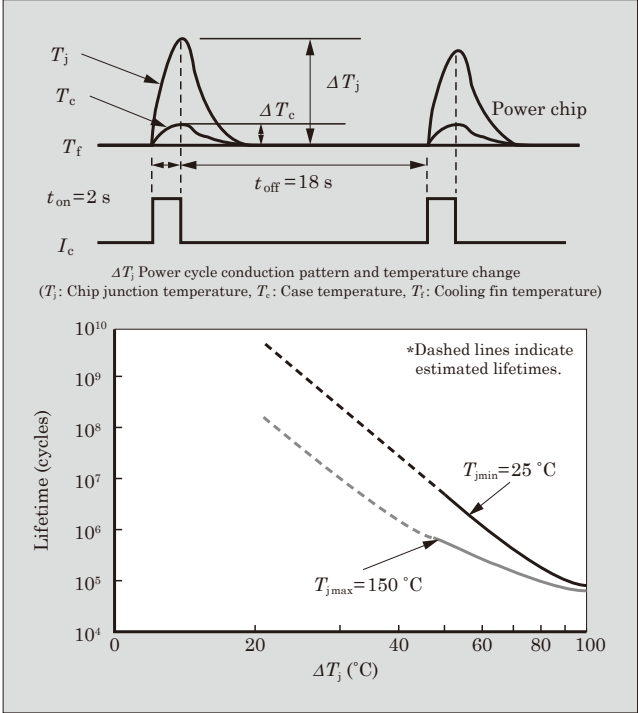 Tj
Tc
ΔTj
ΔTc
Power chip
Tf
toff=18 s
ton=2 s
Ic
ΔTj Power cycle conduction pattern and temperature change
(Tj: Chip junction temperature, Tc: Case temperature, Tf: Cooling fin temperature)
10^10
*Dashed lines indicate
estimated lifetimes.
10^9
10^8
Tjmin=25 °C
10^7
Lifetime (cycles)
10^6
Tjmax=150 °C
10^5
10^4
0 20 40 60 80 100
ΔTj (°C)